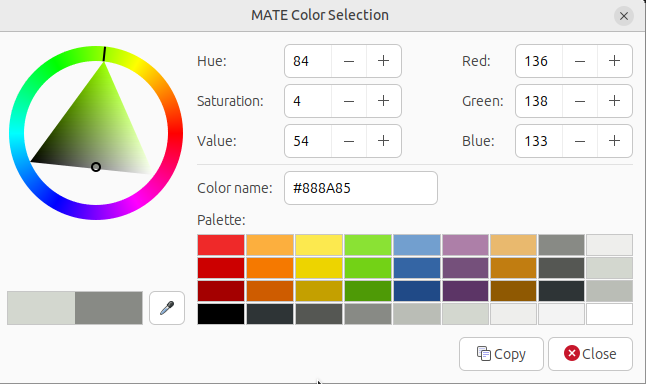 MATE Color Selection
Hue: 84 Red: 136
Saturation: 4 Green: 138
Value: 54 Blue: 133
Color name: #888A85
Palette:
Copy Close